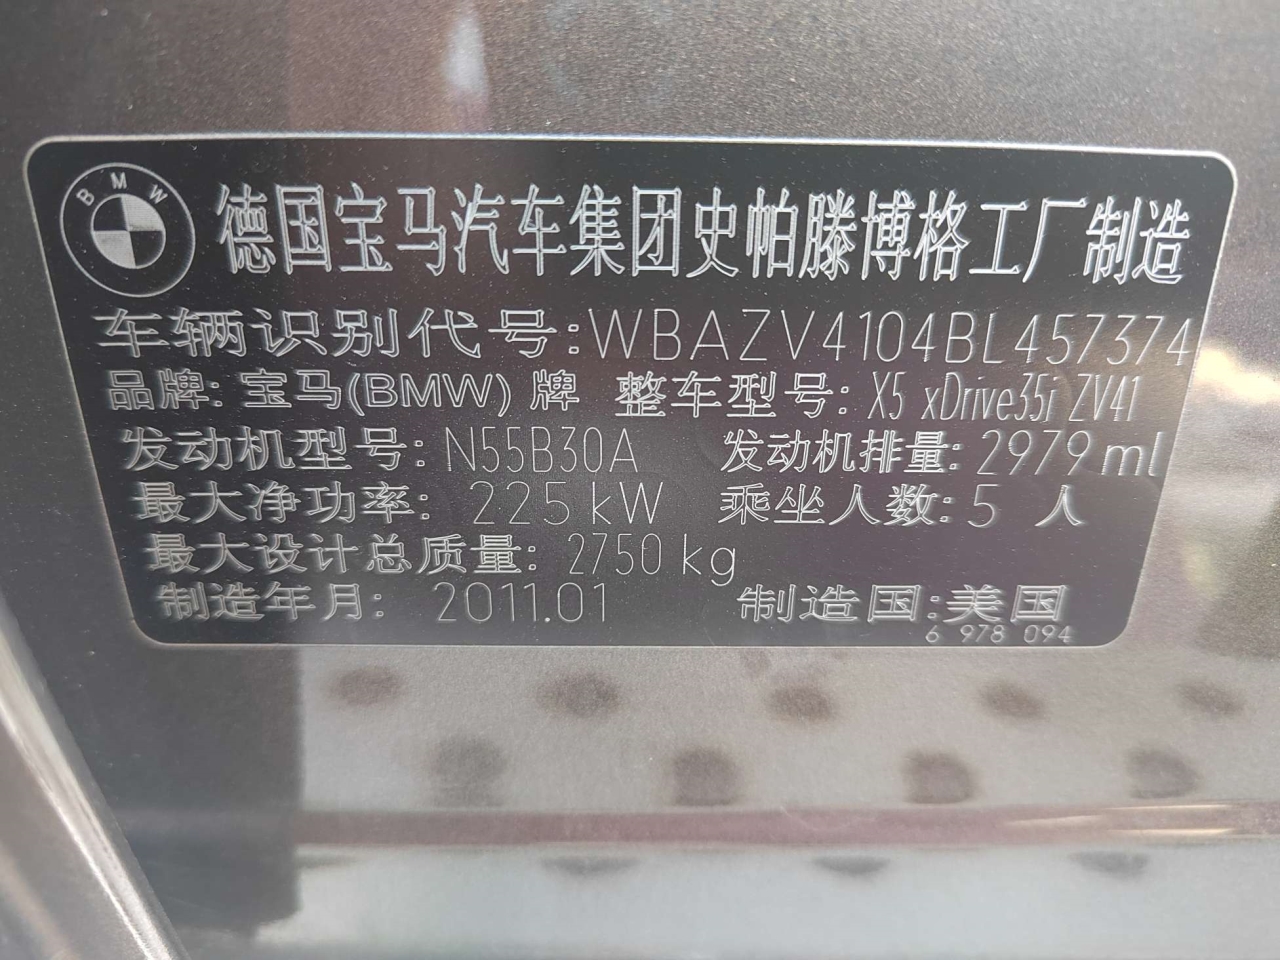 BMW
德国宝马汽车集团史帕滕博格工厂制造
车辆识别代号:WBAZV4104BL457374
品牌: 宝马(BMW) 牌 整车型号: X5 xDrive35i ZV41
发动机型号: N55B30A 发动机排量: 2979 ml
最大净功率: 225 kW 乘坐人数: 5 人
最大设计总质量: 2750 kg
制造年月: 2011.01 制造国:美国
6 978 094